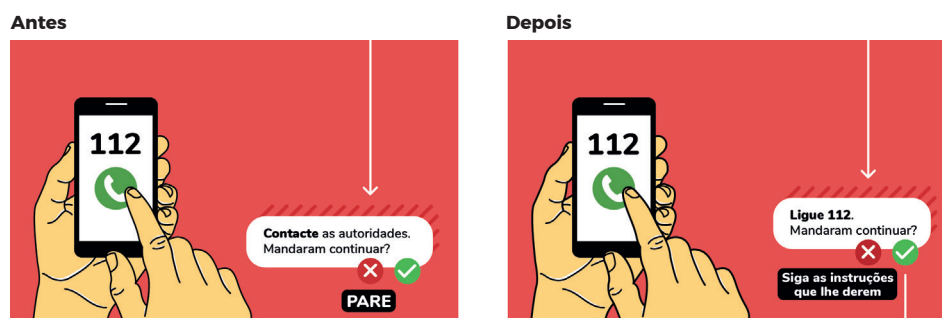 Antes
112
Contacte as autoridades.
Mandaram continuar?
PARE
Depois
112
Ligue 112.
Mandaram continuar?
Siga as instruções
que lhe derem